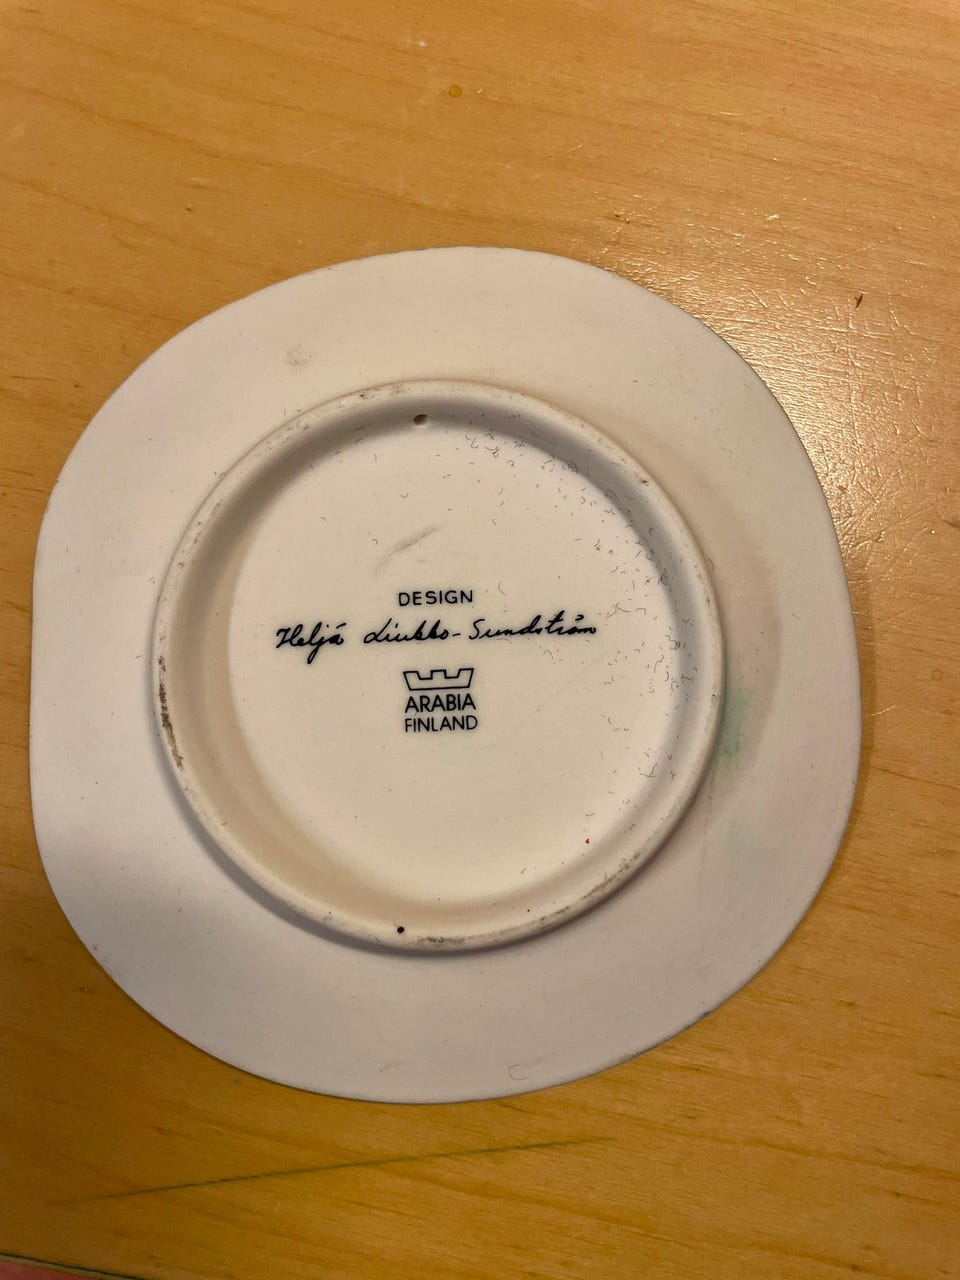 DESIGN
Heljä Liukko-Sundström
ARABIA
FINLAND